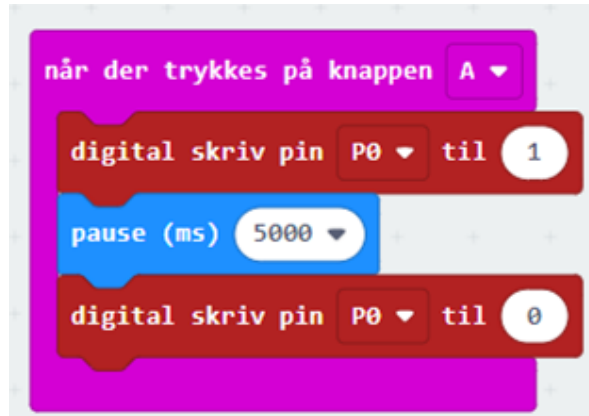 når der trykkes på knappen A
digital skriv pin P0 til 1
pause (ms) 5000
digital skriv pin P0 til 0